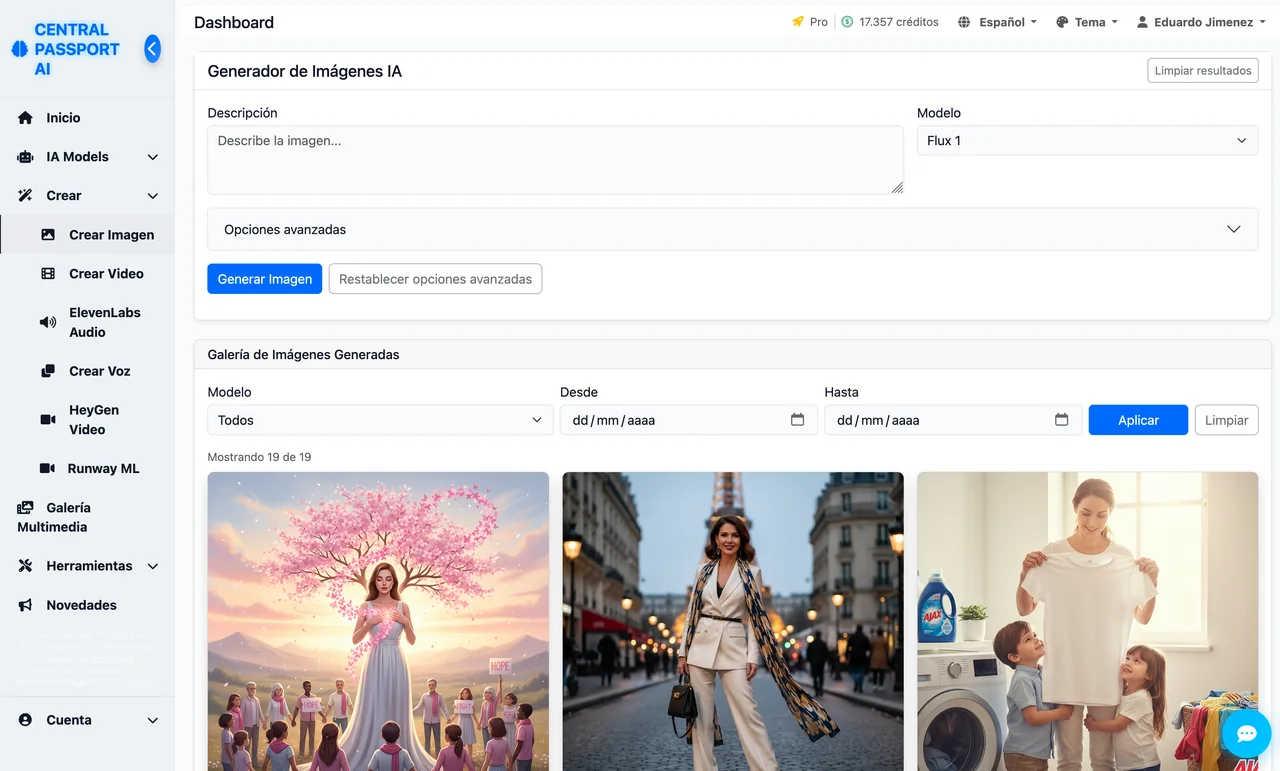 CENTRAL
PASSPORT
AI
Inicio
IA Models
Crear
Crear Imagen
Crear Video
ElevenLabs
Audio
Crear Voz
HeyGen
Video
Runway ML
Galería
Multimedia
Herramientas
Novedades
Cuenta
Dashboard
Pro
17.357 créditos
Español
Tema
Eduardo Jimenez
Generador de Imágenes IA
Limpiar resultados
Descripción
Modelo
Describe la imagen...
Flux 1
Opciones avanzadas
Generar Imagen
Restablecer opciones avanzadas
Galería de Imágenes Generadas
Modelo
Desde
Hasta
Todos
dd/mm/aaaa
dd/mm/aaaa
Aplicar
Limpiar
Mostrando 19 de 19
HOPE
HOPE
AJAX